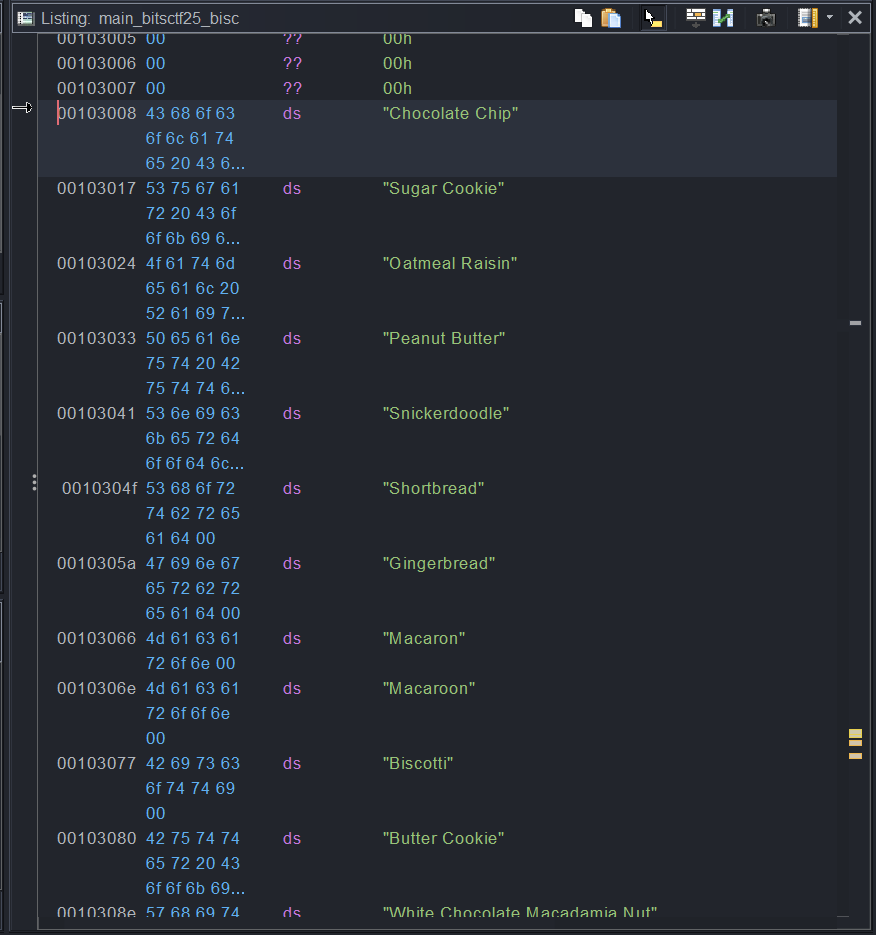 Listing: main_bitsctf25_bisc
00103005 00 ?? 00h
00103006 00 ?? 00h
00103007 00 ?? 00h
00103008 43 68 6f 63 ds "Chocolate Chip"
6f 6c 61 74
65 20 43 6...
00103017 53 75 67 61 ds "Sugar Cookie"
72 20 43 6f
6f 6b 69 6...
00103024 4f 61 74 6d ds "Oatmeal Raisin"
65 61 6c 20
52 61 69 7...
00103033 50 65 61 6e ds "Peanut Butter"
75 74 20 42
75 74 74 6...
00103041 53 6e 69 63 ds "Snickerdoodle"
6b 65 72 64
6f 6f 64 6c...
0010304f 53 68 6f 72 ds "Shortbread"
74 62 72 65
61 64 00
0010305a 47 69 6e 67 ds "Gingerbread"
65 72 62 72
65 61 64 00
00103066 4d 61 63 61 ds "Macaron"
72 6f 6e 00
0010306e 4d 61 63 61 ds "Macaroon"
72 6f 6f 6e
00
00103077 42 69 73 63 ds "Biscotti"
6f 74 74 69
00
00103080 42 75 74 74 ds "Butter Cookie"
65 72 20 43
6f 6f 6b 69...
0010308e 57 68 69 74 ds "White Chocolate Macadamia Nut"